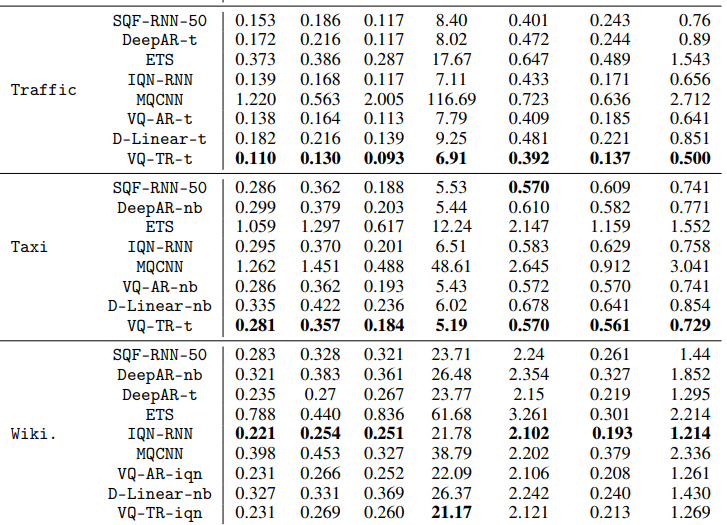 SQF-RNN-50 0.153 0.186 0.117 8.40 0.401 0.243 0.76
DeepAR-t 0.172 0.216 0.117 8.02 0.472 0.244 0.89
ETS 0.373 0.386 0.287 17.67 0.647 0.489 1.543
Traffic IQN-RNN 0.139 0.168 0.117 7.11 0.433 0.171 0.656
MQCNN 1.220 0.563 2.005 116.69 0.723 0.636 2.712
VQ-AR-t 0.138 0.164 0.113 7.79 0.409 0.185 0.641
D-Linear-t 0.182 0.216 0.139 9.25 0.481 0.221 0.851
VQ-TR-t 0.110 0.130 0.093 6.91 0.392 0.137 0.500
SQF-RNN-50 0.286 0.362 0.188 5.53 0.570 0.609 0.741
DeepAR-nb 0.299 0.379 0.203 5.44 0.610 0.582 0.771
ETS 1.059 1.297 0.617 12.24 2.147 1.159 1.552
Taxi IQN-RNN 0.295 0.370 0.201 6.51 0.583 0.629 0.758
MQCNN 1.262 1.451 0.488 48.61 2.645 0.912 3.041
VQ-AR-nb 0.286 0.362 0.193 5.43 0.572 0.570 0.741
D-Linear-nb 0.335 0.422 0.236 6.02 0.678 0.641 0.854
VQ-TR-t 0.281 0.357 0.184 5.19 0.570 0.561 0.729
SQF-RNN-50 0.283 0.328 0.321 23.71 2.24 0.261 1.44
DeepAR-nb 0.321 0.383 0.361 26.48 2.354 0.327 1.852
DeepAR-t 0.235 0.27 0.267 23.77 2.15 0.219 1.295
ETS 0.788 0.440 0.836 61.68 3.261 0.301 2.214
Wiki. IQN-RNN 0.221 0.254 0.251 21.78 2.102 0.193 1.214
MQCNN 0.398 0.453 0.327 38.79 2.202 0.379 2.336
VQ-AR-iqn 0.231 0.266 0.252 22.09 2.106 0.208 1.261
D-Linear-nb 0.327 0.331 0.369 26.37 2.242 0.240 1.430
VQ-TR-iqn 0.231 0.269 0.260 21.17 2.121 0.213 1.269